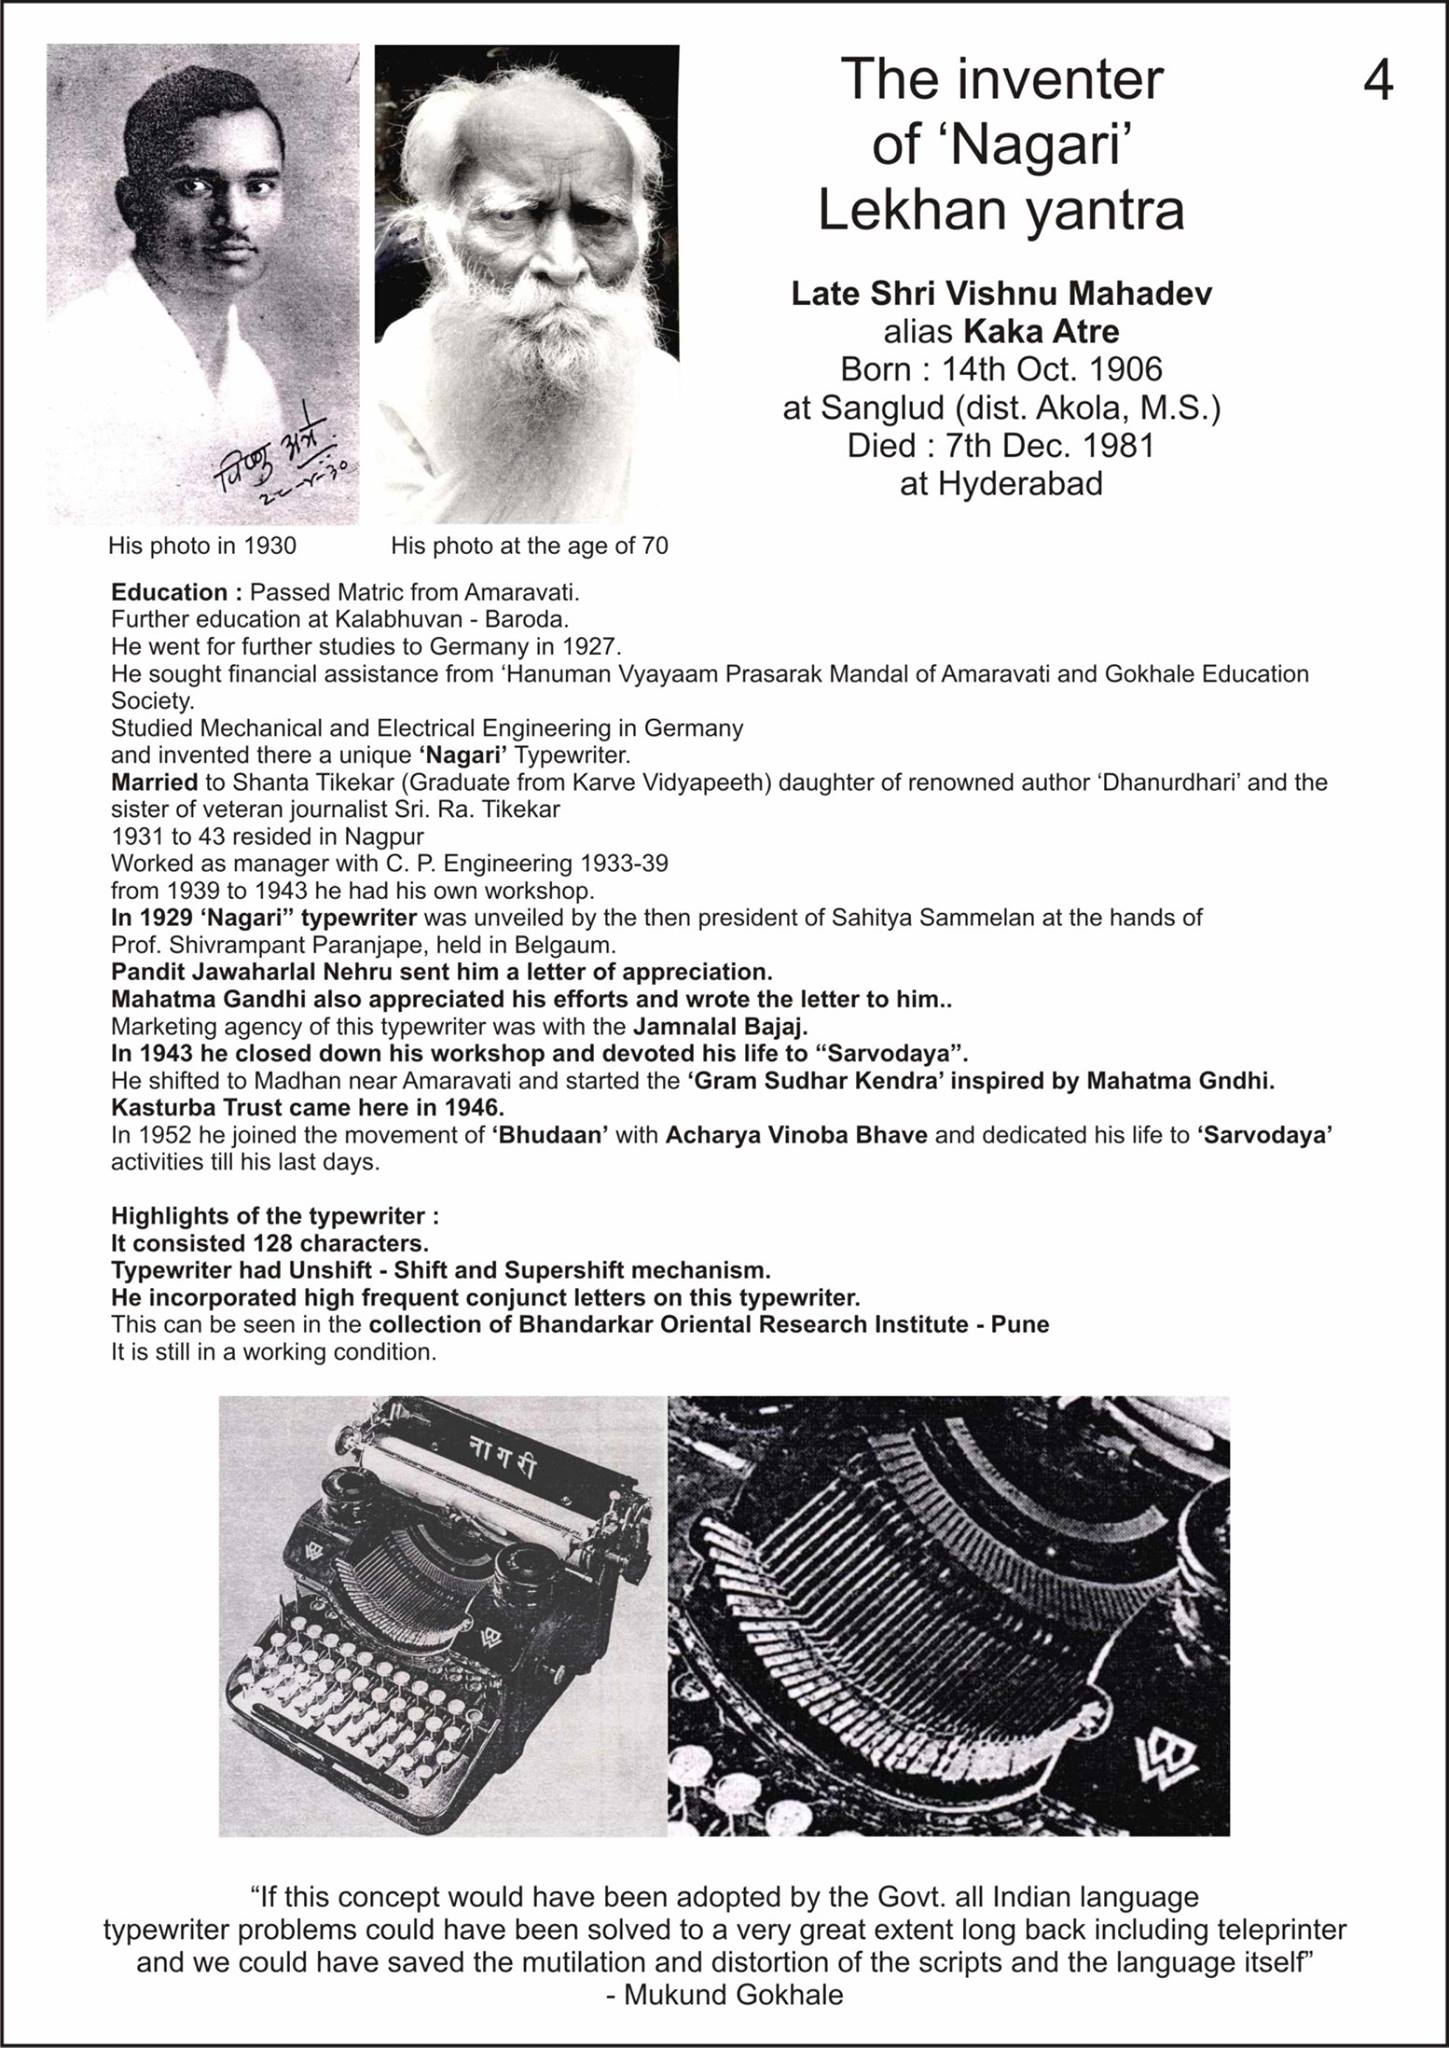 The inventer
of ‘Nagari’
Lekhan yantra
4
Late Shri Vishnu Mahadev
alias Kaka Atre
Born : 14th Oct. 1906
at Sanglud (dist. Akola, M.S.)
Died : 7th Dec. 1981
at Hyderabad
विष्णु अत्रे
२८-४-३०
His photo in 1930
His photo at the age of 70
Education : Passed Matric from Amaravati.
Further education at Kalabhuvan - Baroda.
He went for further studies to Germany in 1927.
He sought financial assistance from ‘Hanuman Vyayaam Prasarak Mandal of Amaravati and Gokhale Education
Society.
Studied Mechanical and Electrical Engineering in Germany
and invented there a unique ‘Nagari’ Typewriter.
Married to Shanta Tikekar (Graduate from Karve Vidyapeeth) daughter of renowned author ‘Dhanurdhari’ and the
sister of veteran journalist Sri. Ra. Tikekar
1931 to 43 resided in Nagpur
Worked as manager with C. P. Engineering 1933-39
from 1939 to 1943 he had his own workshop.
In 1929 ‘Nagari” typewriter was unveiled by the then president of Sahitya Sammelan at the hands of
Prof. Shivrampant Paranjape, held in Belgaum.
Pandit Jawaharlal Nehru sent him a letter of appreciation.
Mahatma Gandhi also appreciated his efforts and wrote the letter to him..
Marketing agency of this typewriter was with the Jamnalal Bajaj.
In 1943 he closed down his workshop and devoted his life to “Sarvodaya”.
He shifted to Madhan near Amaravati and started the ‘Gram Sudhar Kendra’ inspired by Mahatma Gndhi.
Kasturba Trust came here in 1946.
In 1952 he joined the movement of ‘Bhudaan’ with Acharya Vinoba Bhave and dedicated his life to ‘Sarvodaya’
activities till his last days.
Highlights of the typewriter :
It consisted 128 characters.
Typewriter had Unshift - Shift and Supershift mechanism.
He incorporated high frequent conjunct letters on this typewriter.
This can be seen in the collection of Bhandarkar Oriental Research Institute - Pune
It is still in a working condition.
नागरी
“If this concept would have been adopted by the Govt. all Indian language
typewriter problems could have been solved to a very great extent long back including teleprinter
and we could have saved the mutilation and distortion of the scripts and the language itself”
- Mukund Gokhale